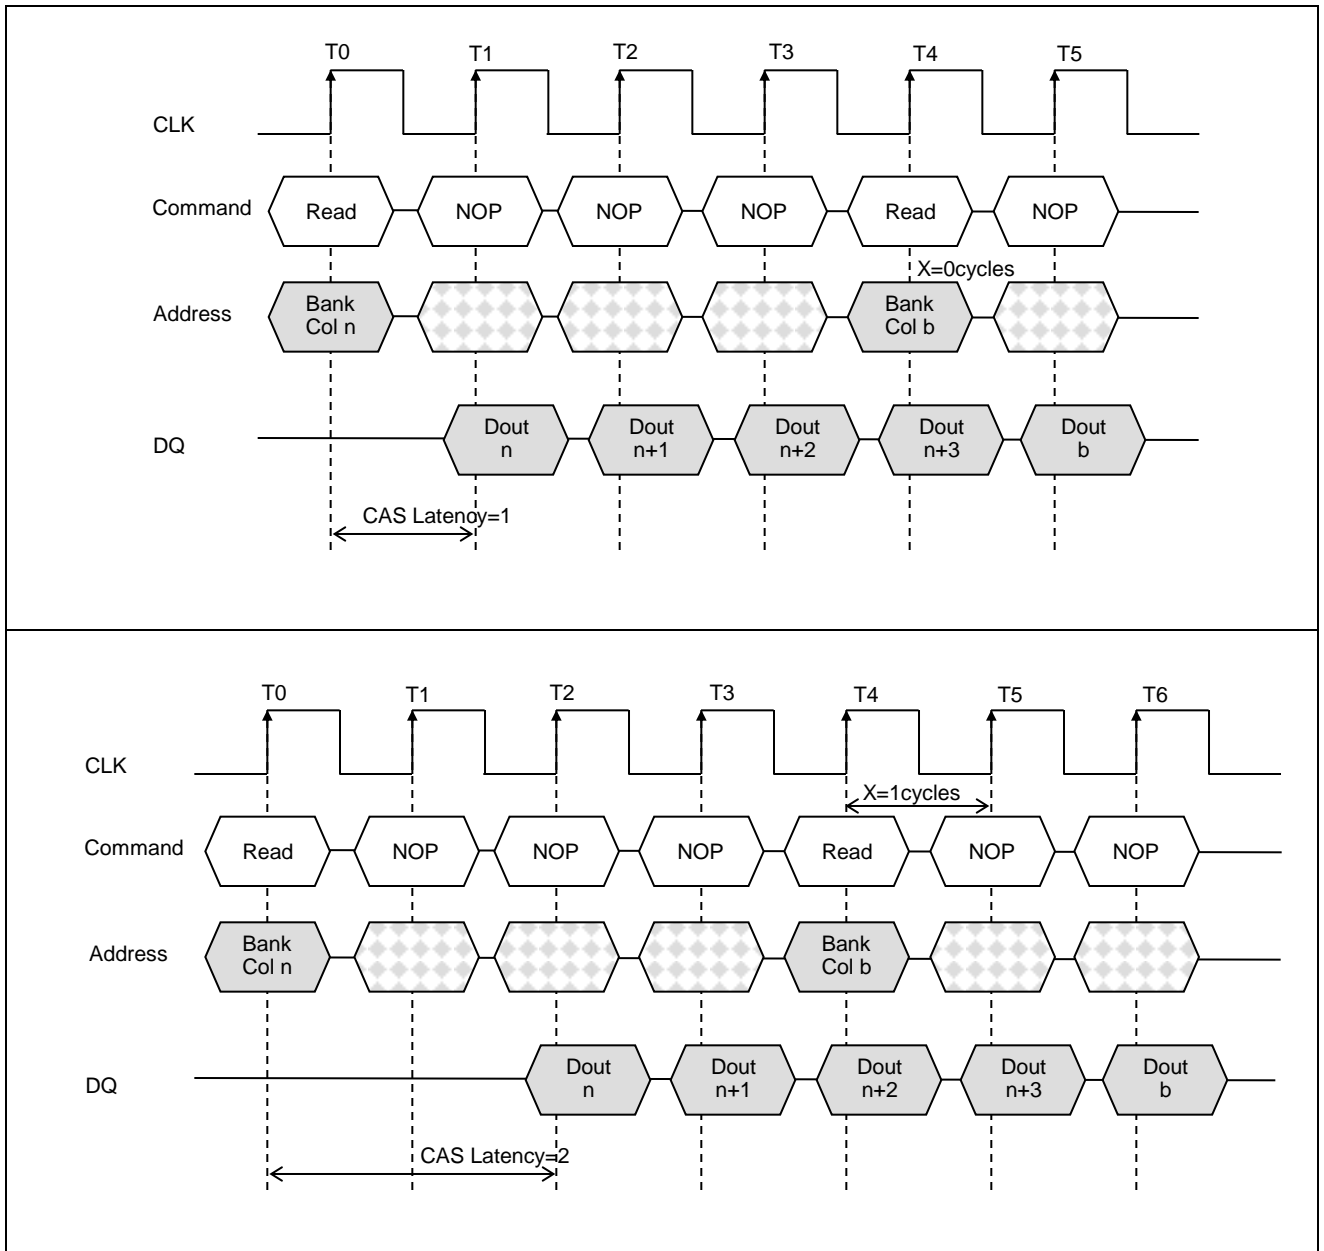 T0 T1 T2 T3 T4 T5
CLK
Command Read NOP NOP NOP Read NOP
X=0cycles
Address Bank Col n Bank Col b
DQ Dout n Dout n+1 Dout n+2 Dout n+3 Dout b
CAS Latency=1
T0 T1 T2 T3 T4 T5 T6
CLK
X=1cycles
Command Read NOP NOP NOP Read NOP NOP
Address Bank Col n Bank Col b
DQ Dout n Dout n+1 Dout n+2 Dout n+3 Dout b
CAS Latency=2